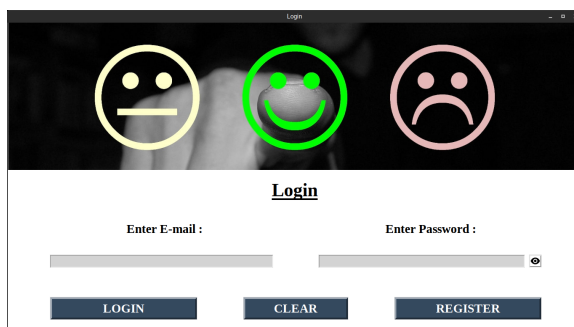 Login
Login
Enter E-mail :
Enter Password :
LOGIN
CLEAR
REGISTER